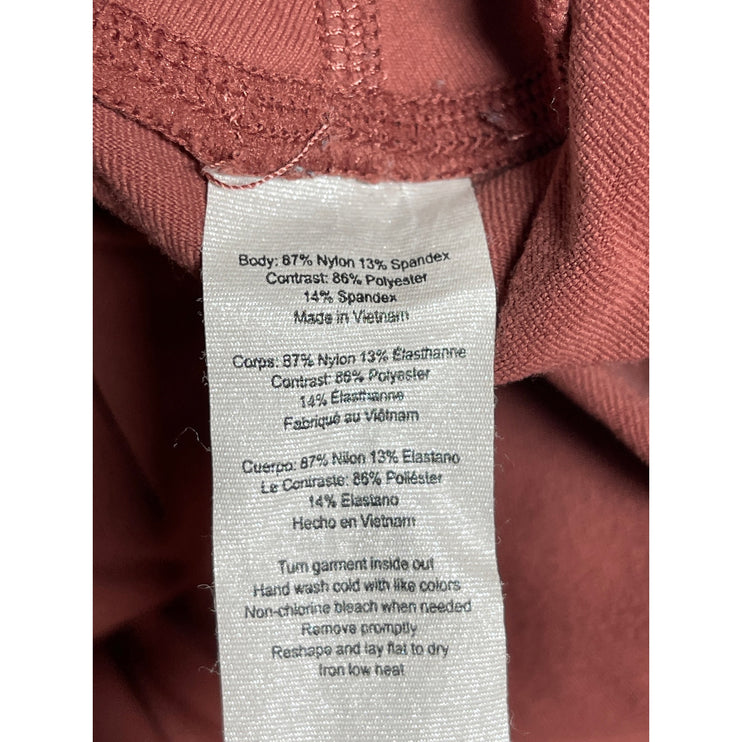 Body: 87% Nylon 13% Spandex
Contrast: 86% Polyester
14% Spandex
Made in Vietnam
Corps: 87% Nylon 13% Élasthanne
Contrast: 86% Polyester
14% Élasthanne
Fabriqué au Viêtnam
Cuerpo: 87% Nilon 13% Elastano
Le Contraste: 86% Poliéster
14% Elastano
Hecho en Vietnam
Turn garment inside out
Hand wash cold with like colors
Non-chlorine bleach when needed
Remove promptly
Reshape and lay flat to dry
Iron low heat